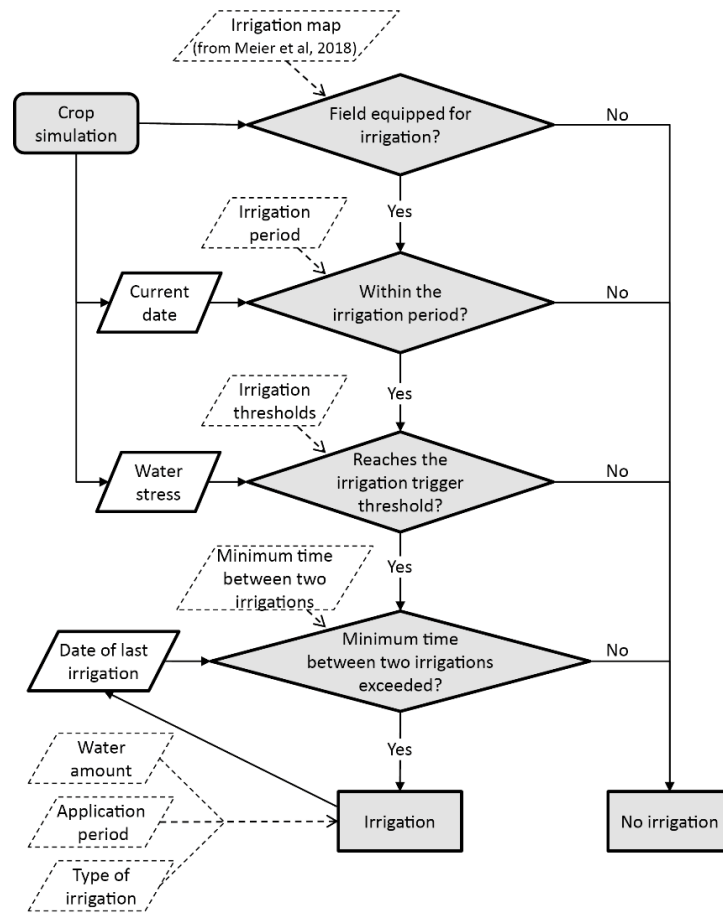 Irrigation map
(from Meier et al, 2018)
Crop
simulation
Field equipped for
irrigation?
No
Yes
Irrigation
period
Current
date
Within the
irrigation period?
No
Yes
Irrigation
thresholds
Water
stress
Reaches the
irrigation trigger
threshold?
No
Yes
Minimum time
between two
irrigations
Date of last
irrigation
Minimum time
between two irrigations
exceeded?
No
Yes
Water
amount
Application
period
Type of
irrigation
Irrigation
No irrigation